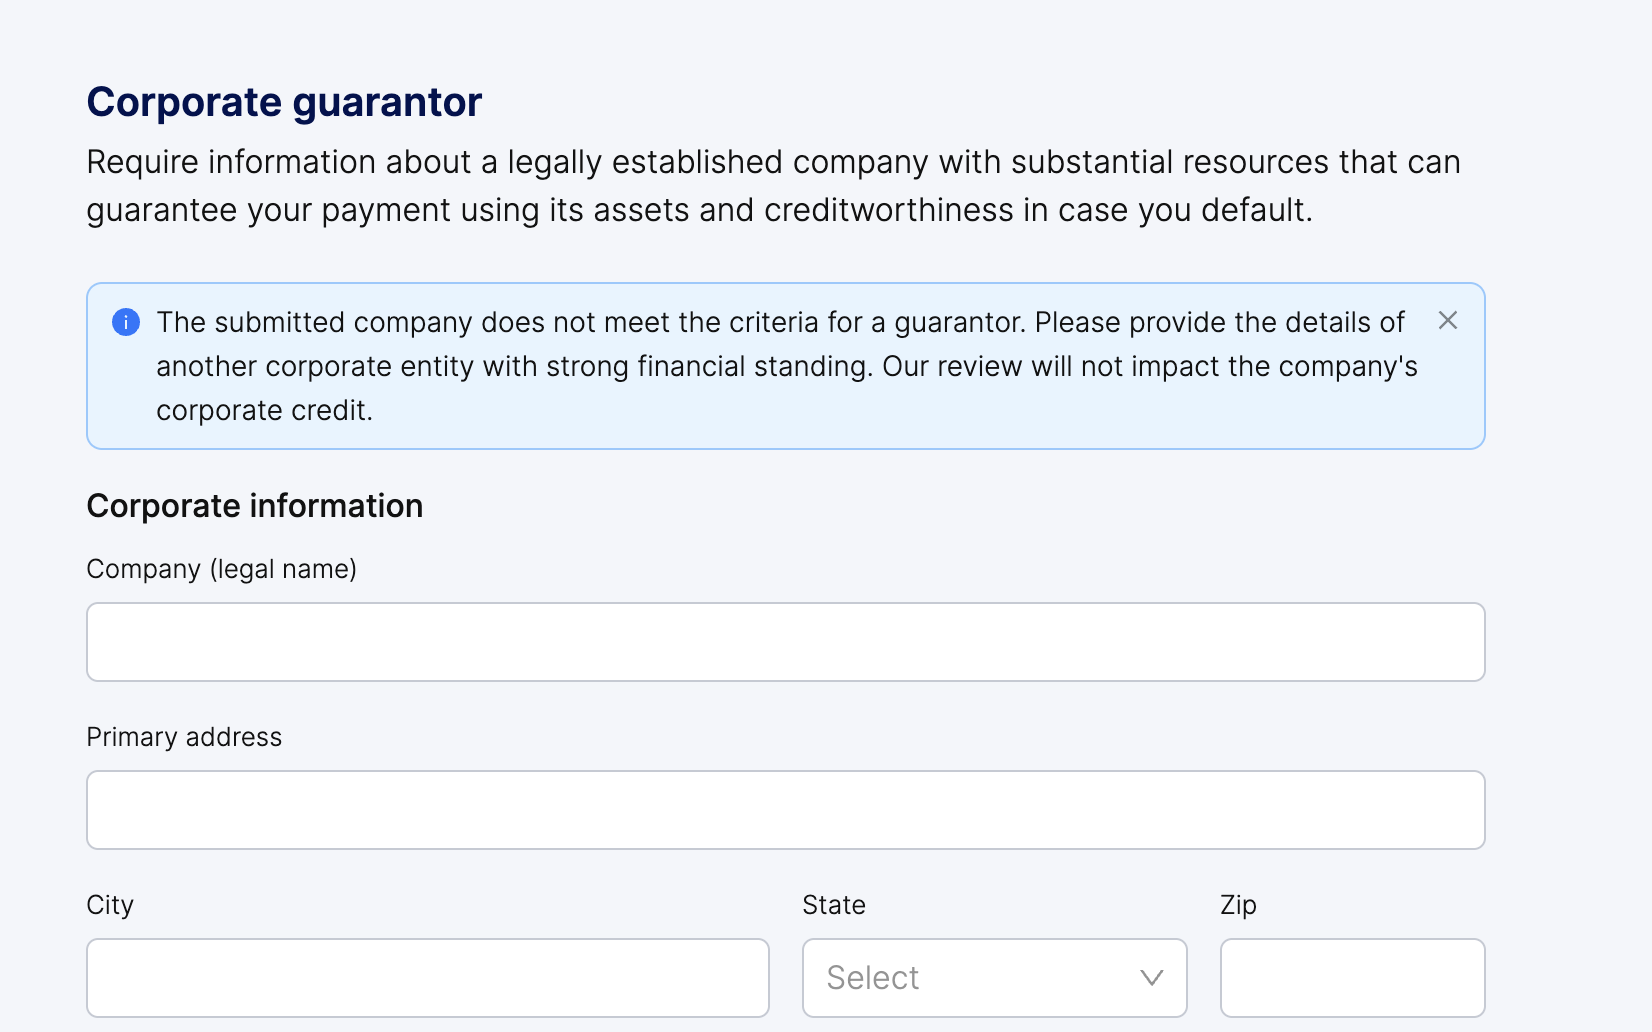 Corporate guarantor
Require information about a legally established company with substantial resources that can
guarantee your payment using its assets and creditworthiness in case you default.
The submitted company does not meet the criteria for a guarantor. Please provide the details of
another corporate entity with strong financial standing. Our review will not impact the company's
corporate credit.
Corporate information
Company (legal name)
Primary address
City State Zip
Select